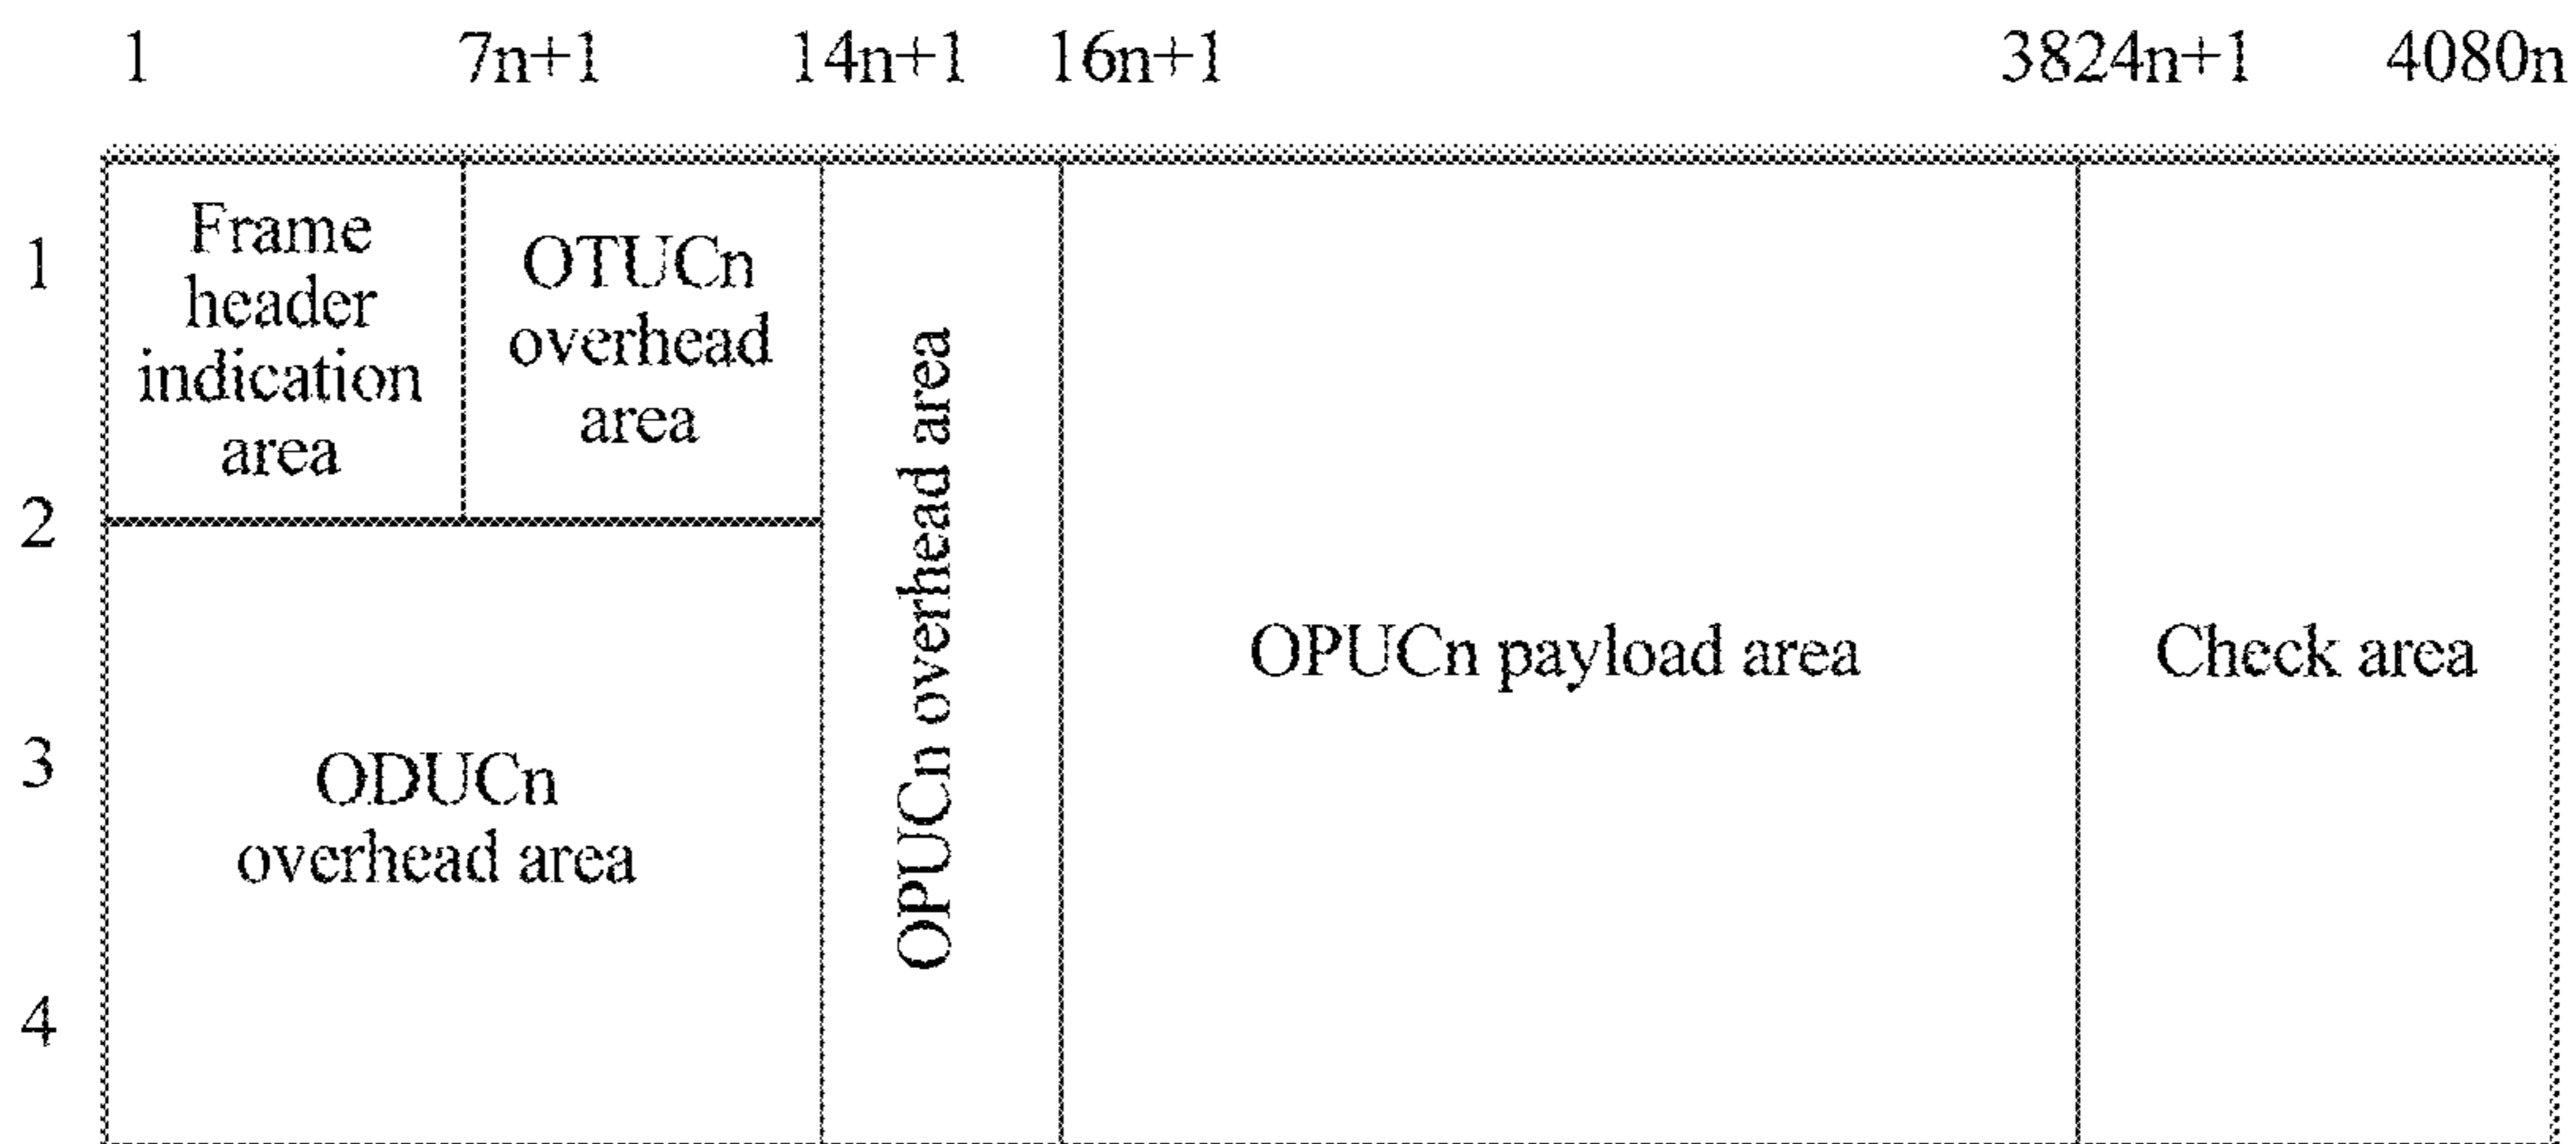 1 7n+1 14n+1 16n+1 3824n+1 4080n
1
Frame
header
indication
area
OTUCn
overhead
area
2
3
4
ODUCn
overhead area
OPUCn overhead area
OPUCn payload area
Check area